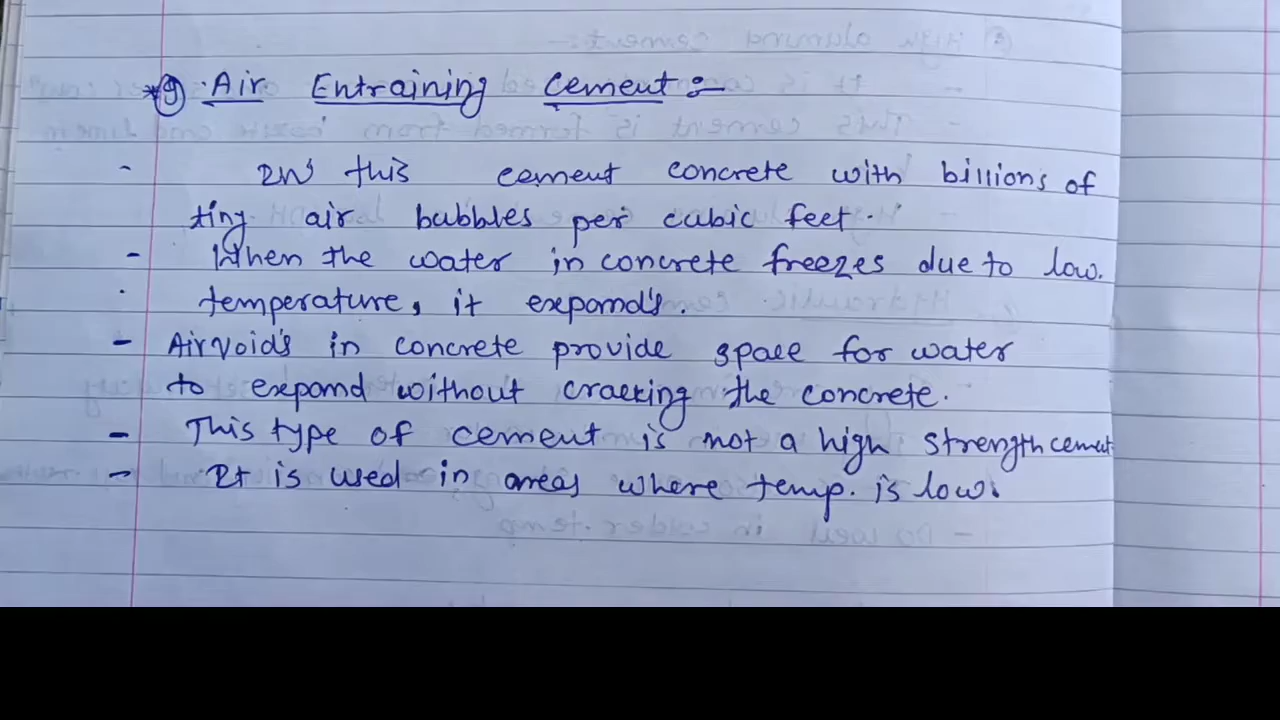 *9) Air Entraining Cement :-
- In this cement concrete with billions of
tiny air bubbles per cubic feet.
- When the water in concrete freezes due to low.
temperature, it expand's.
- Air void's in concrete provide space for water
to expand without cracking the concrete.
- This type of cement is not a high strength cement
- It is used in areas where temp. is low.